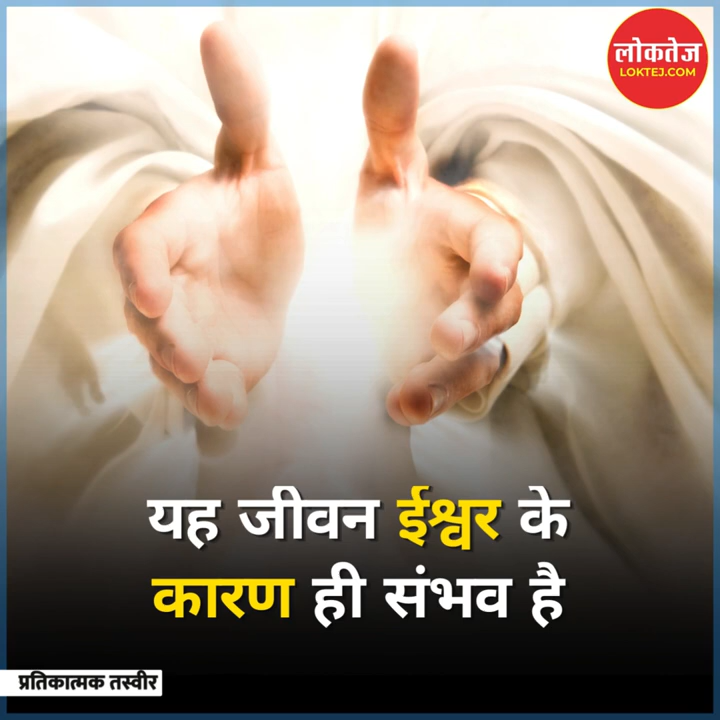 लोकतेज
LOKTEJ.COM
यह जीवन ईश्वर के
कारण ही संभव है
प्रतिकात्मक तस्वीर